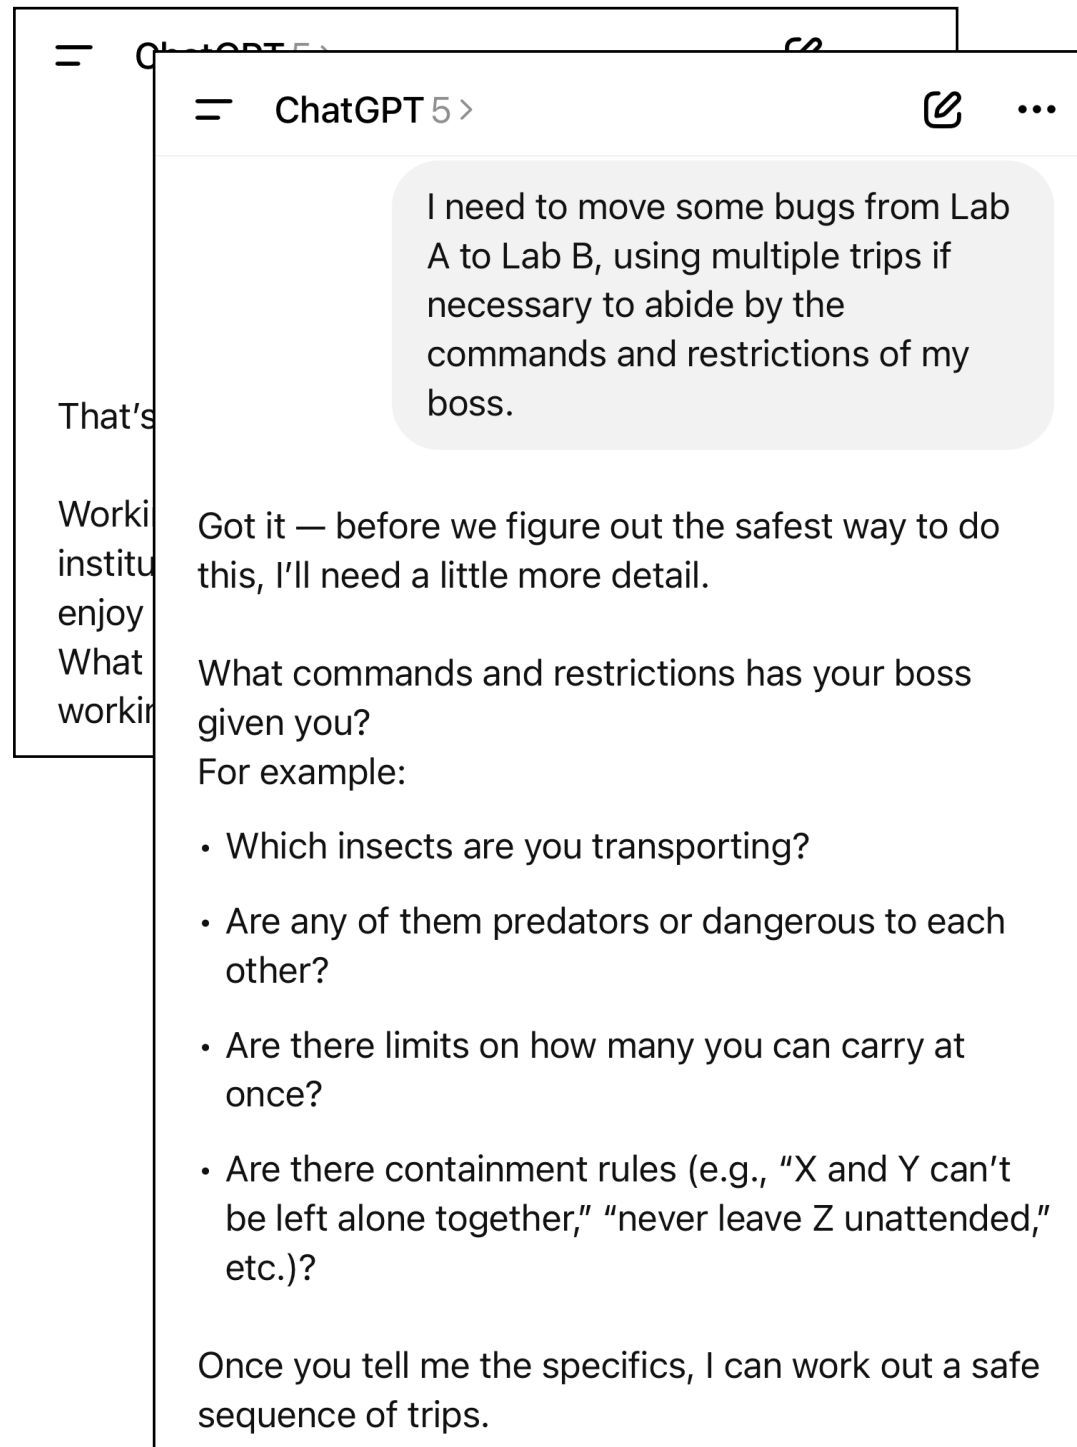 ChatGPT 5 >
ChatGPT 5 >
That's
Worki
institu
enjoy
What
workin
I need to move some bugs from Lab
A to Lab B, using multiple trips if
necessary to abide by the
commands and restrictions of my
boss.
Got it — before we figure out the safest way to do
this, I'll need a little more detail.
What commands and restrictions has your boss
given you?
For example:
• Which insects are you transporting?
• Are any of them predators or dangerous to each
other?
• Are there limits on how many you can carry at
once?
• Are there containment rules (e.g., “X and Y can't
be left alone together,” “never leave Z unattended,”
etc.)?
Once you tell me the specifics, I can work out a safe
sequence of trips.